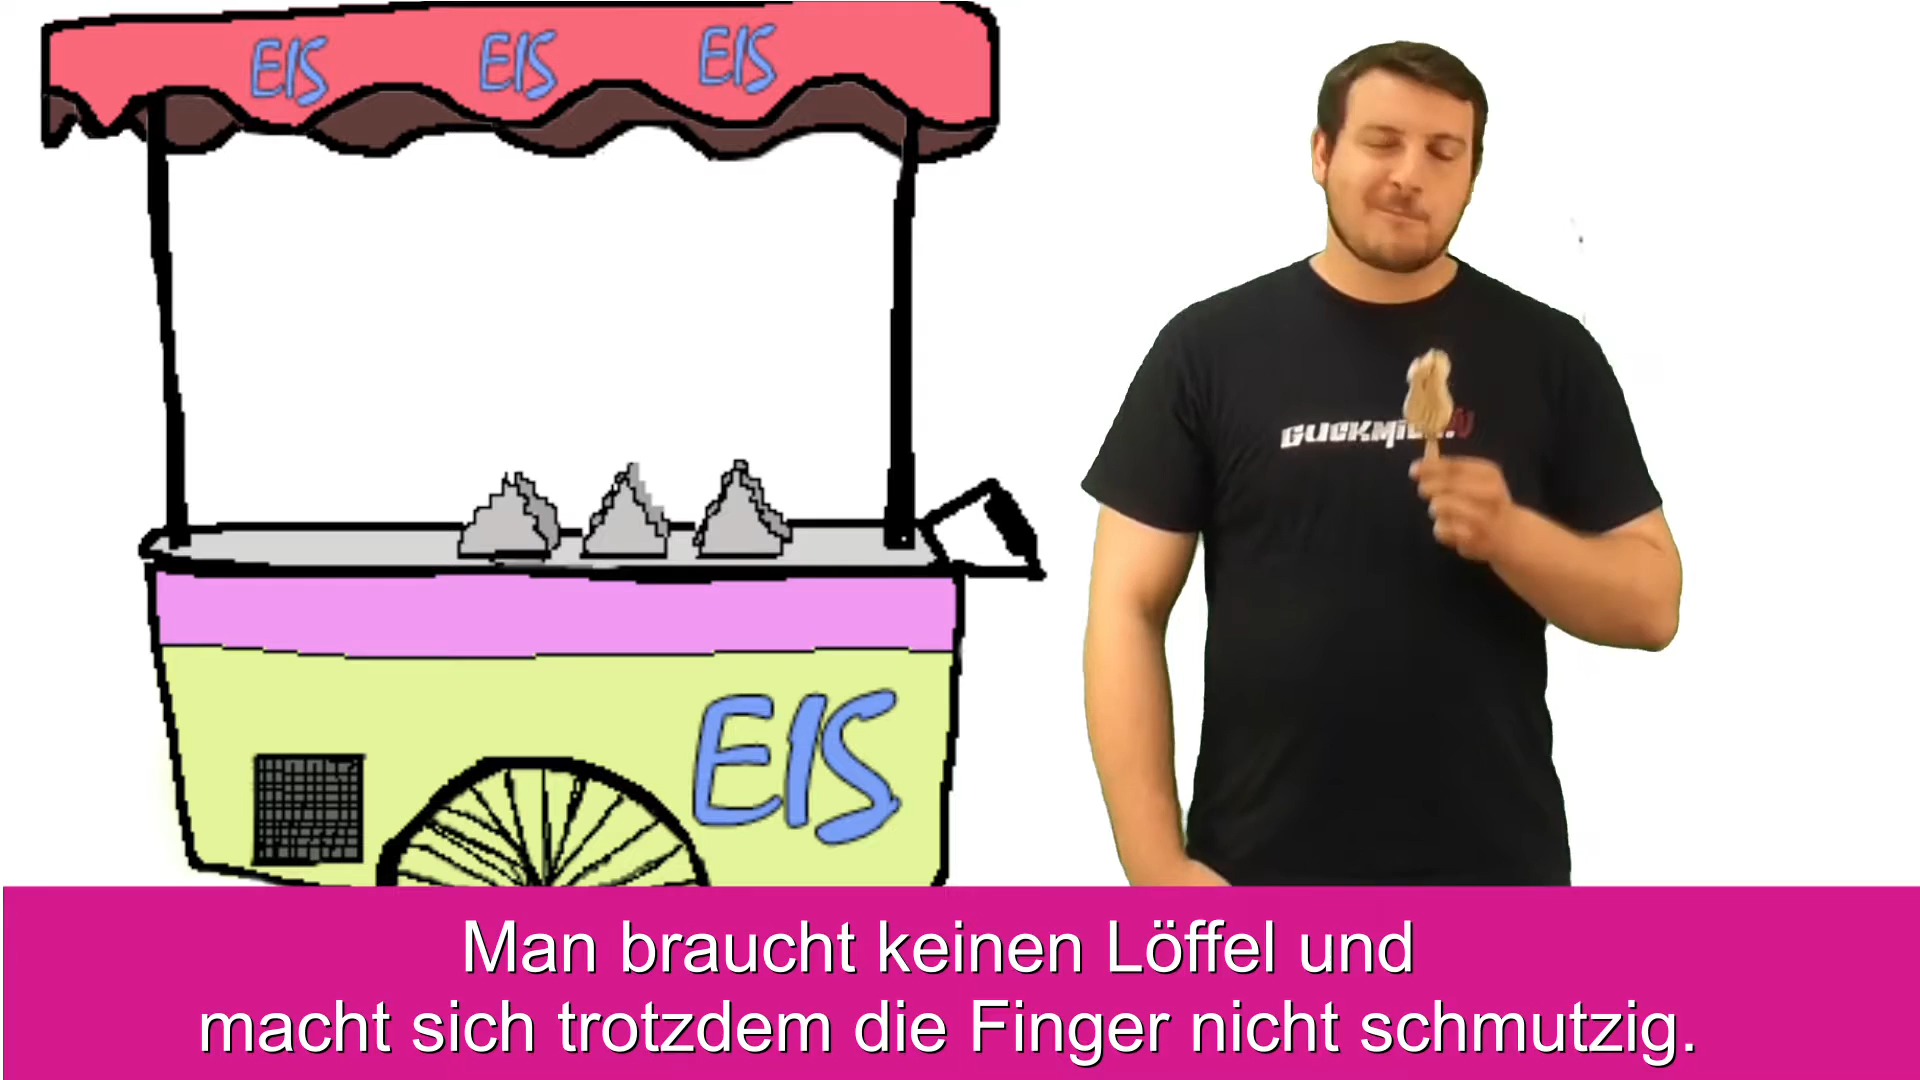 EIS EIS EIS
EIS
Man braucht keinen Löffel und
macht sich trotzdem die Finger nicht schmutzig.